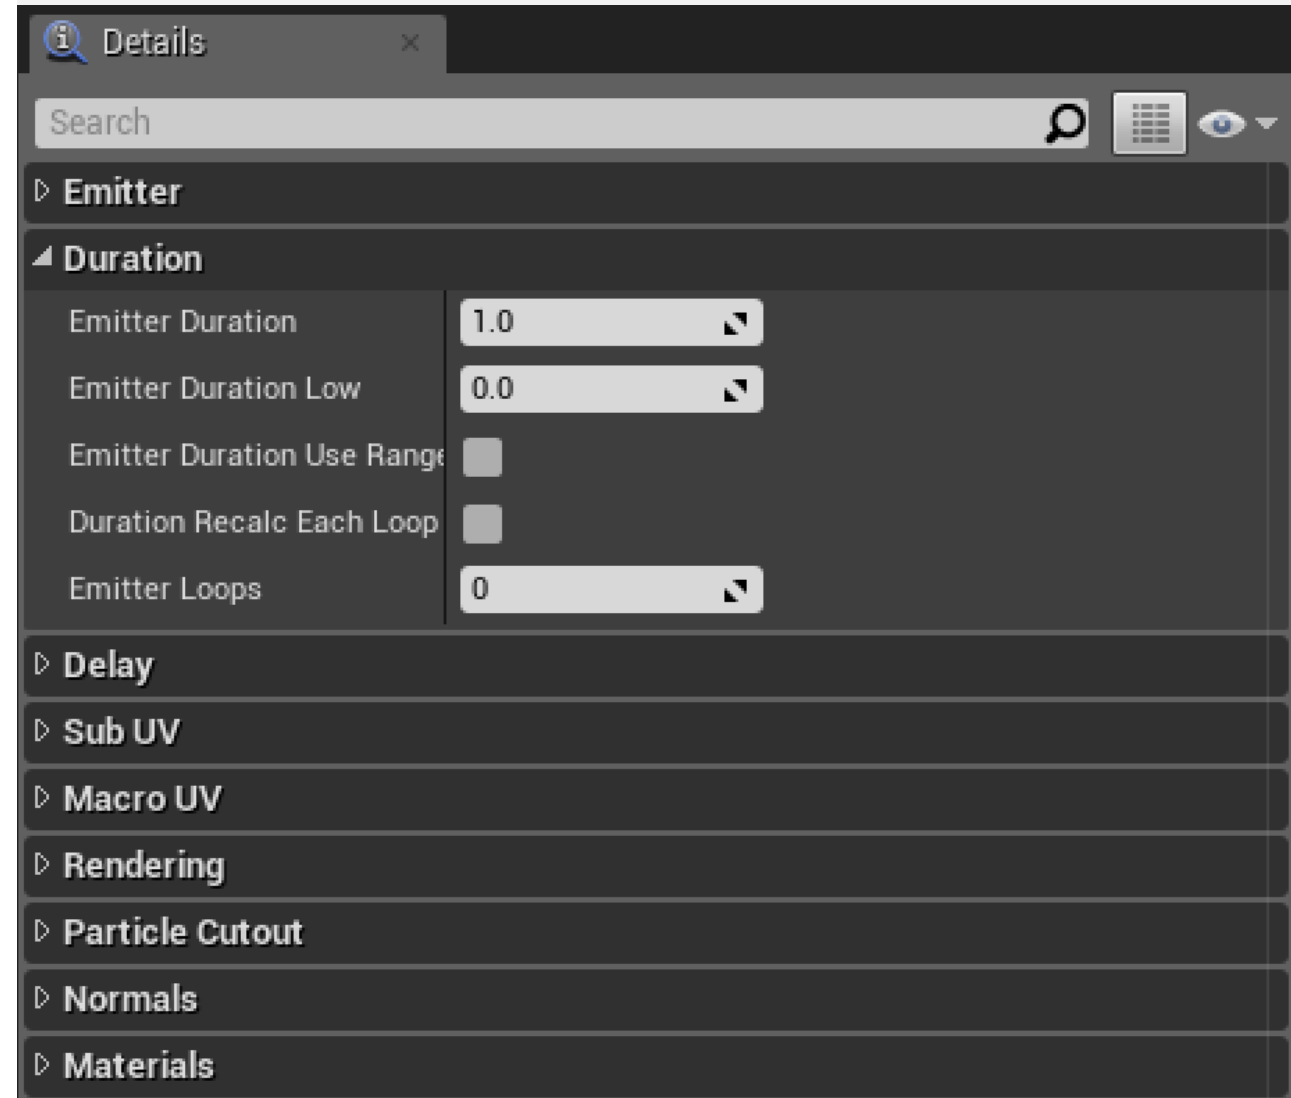 Details
Search
Emitter
Duration
Emitter Duration 1.0
Emitter Duration Low 0.0
Emitter Duration Use Range
Duration Recalc Each Loop
Emitter Loops 0
Delay
Sub UV
Macro UV
Rendering
Particle Cutout
Normals
Materials